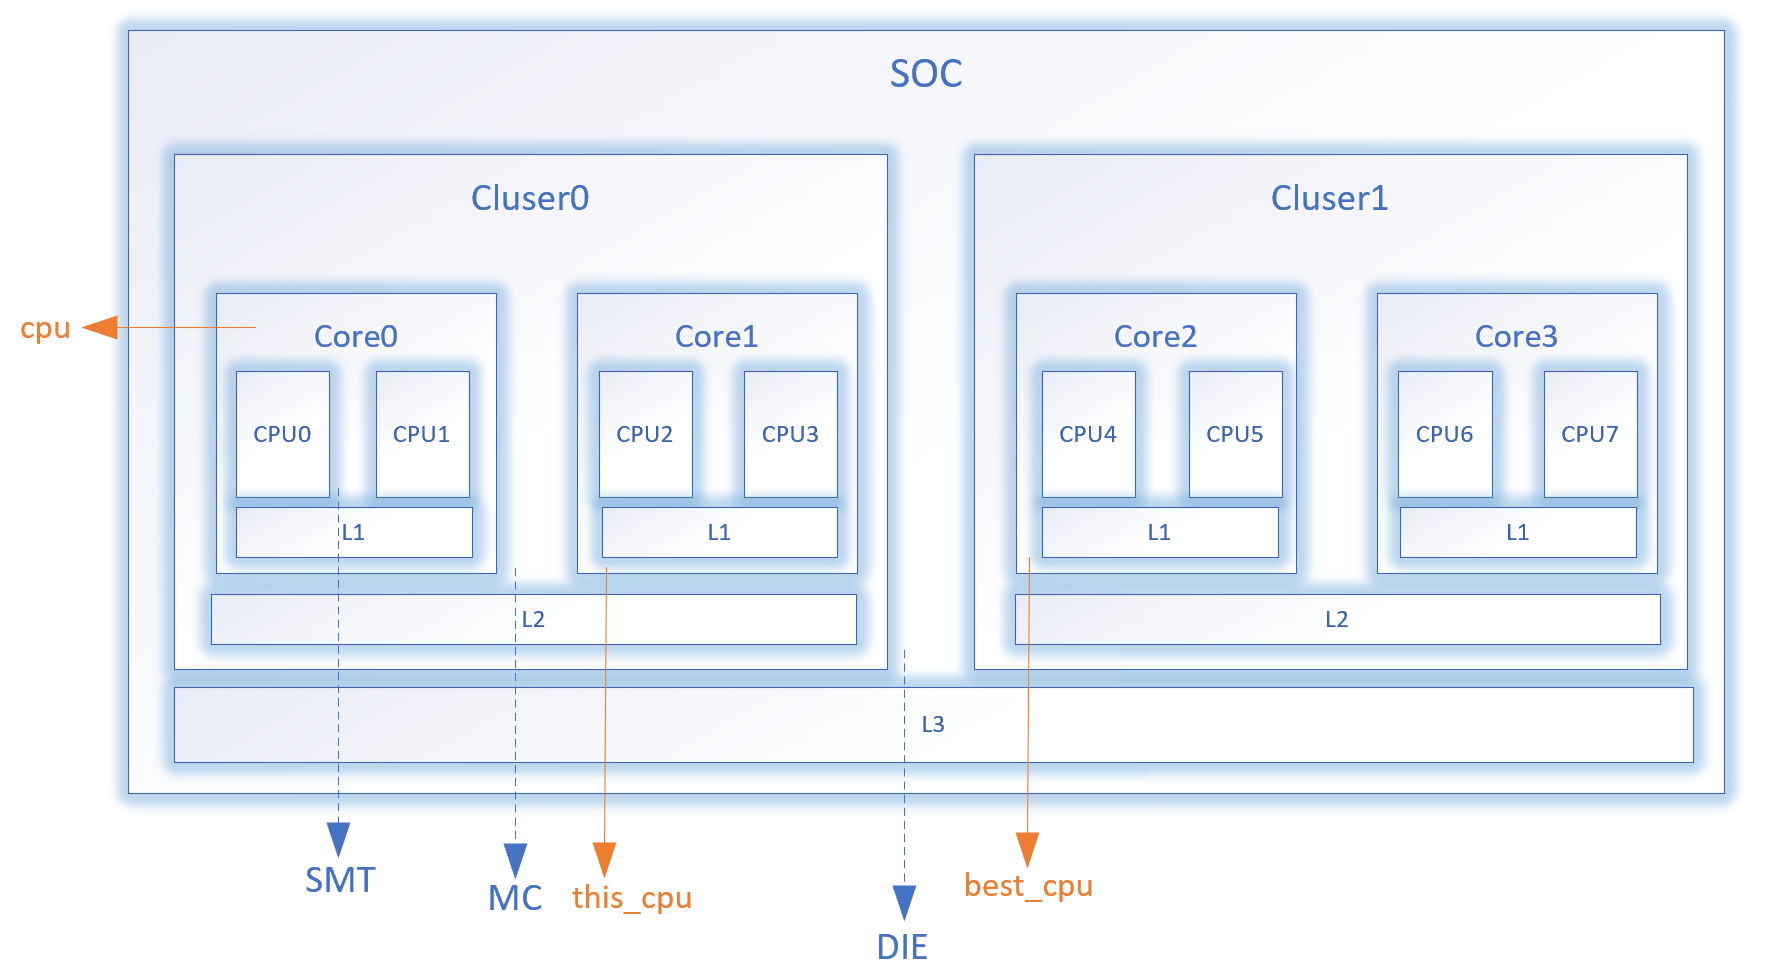 SOC
Cluser0
Cluser1
cpu
Core0
Core1
Core2
Core3
CPU0
CPU1
CPU2
CPU3
CPU4
CPU5
CPU6
CPU7
L1
L1
L1
L1
L2
L2
L3
SMT
MC
this_cpu
best_cpu
DIE